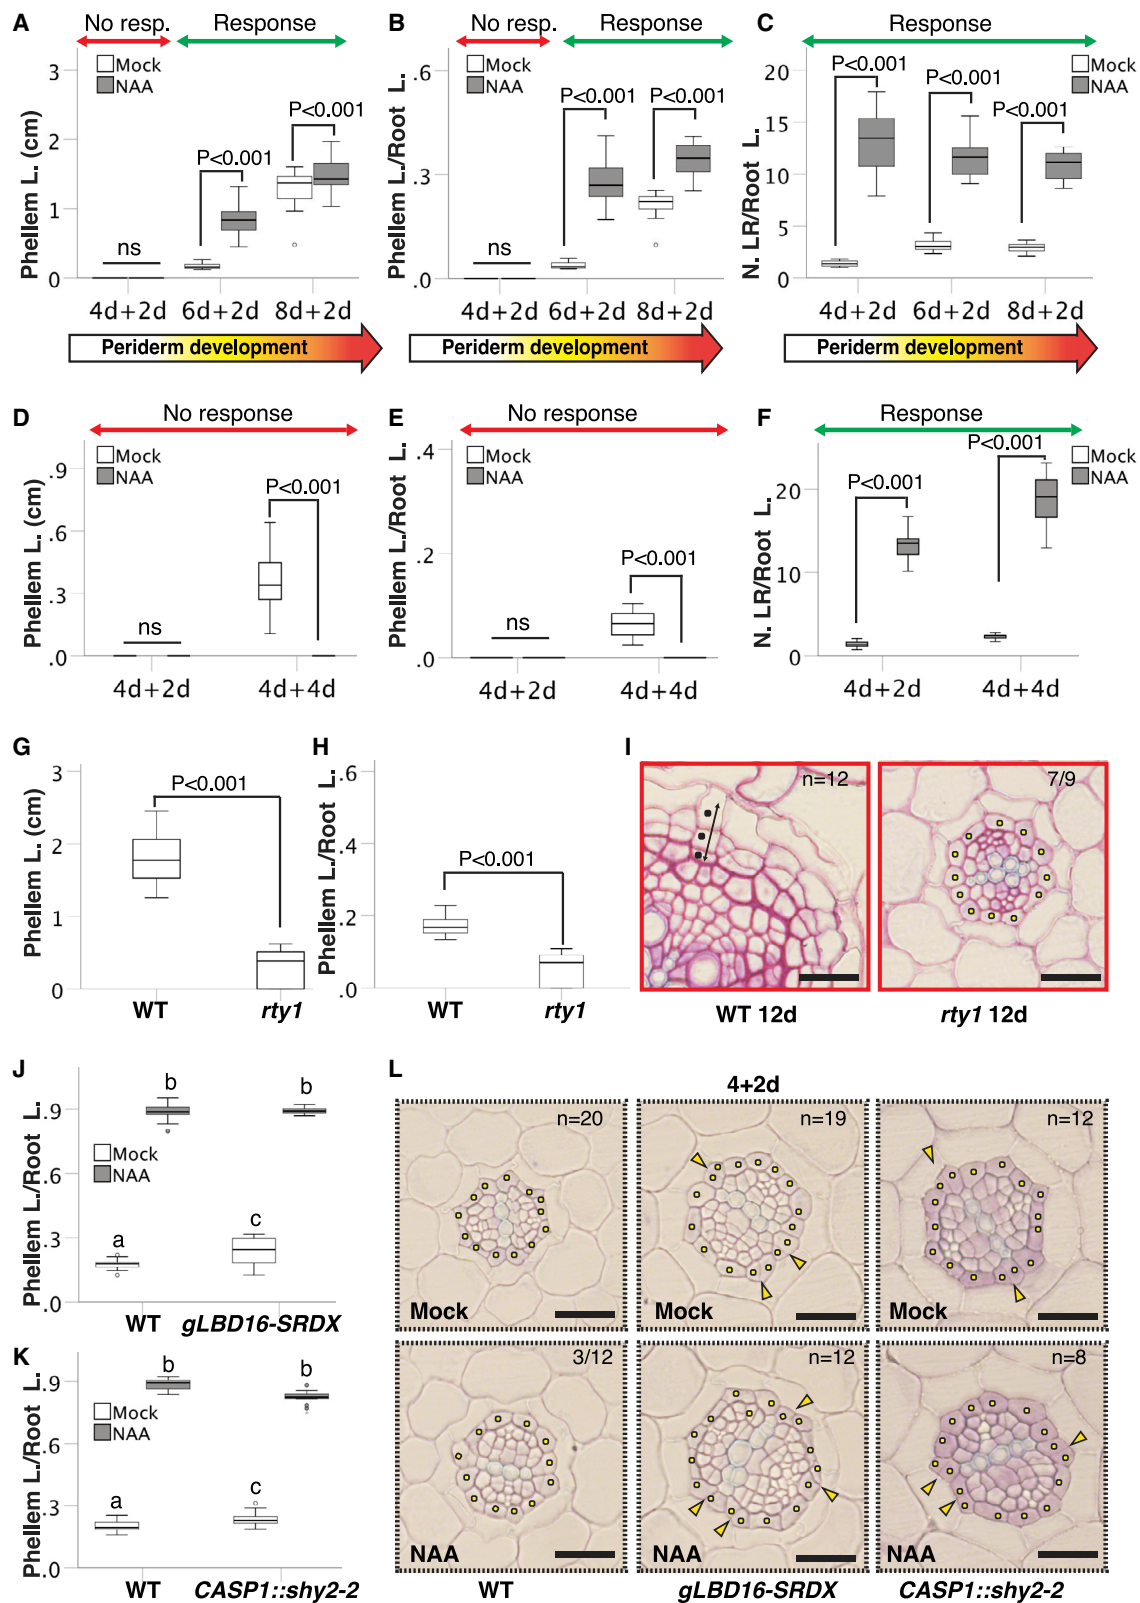 A
No resp.
Response
Phellem L. (cm)
3
2
1
0
Mock
NAA
ns
P<0.001
P<0.001
4d+2d
6d+2d
8d+2d
Periderm development
B
No resp.
Response
Phellem L./Root L.
.6
.3
.0
Mock
NAA
ns
P<0.001
P<0.001
4d+2d
6d+2d
8d+2d
Periderm development
C
Response
N. LR/Root L.
20
15
10
5
0
Mock
NAA
P<0.001
P<0.001
P<0.001
4d+2d
6d+2d
8d+2d
Periderm development
D
No response
Phellem L. (cm)
.9
.6
.3
.0
Mock
NAA
P<0.001
ns
4d+2d
4d+4d
E
No response
Phellem L./Root L.
.4
.2
.0
Mock
NAA
P<0.001
ns
4d+2d
4d+4d
F
Response
N. LR/Root L.
20
10
0
Mock
NAA
P<0.001
P<0.001
4d+2d
4d+4d
G
Phellem L. (cm)
3
2
1
0
P<0.001
WT
rty1
H
Phellem L./Root L.
.6
.4
.2
.0
P<0.001
WT
rty1
I
n=12
7/9
WT 12d
rty1 12d
J
Phellem L./Root L.
.9
.6
.3
.0
Mock
NAA
a
b
c
b
WT
gLBD16-SRDX
K
Phellem L./Root L.
.9
.6
.3
.0
Mock
NAA
a
b
c
b
WT
CASP1::shy2-2
L
4+2d
n=20
n=19
n=12
Mock
Mock
Mock
3/12
n=12
n=8
NAA
NAA
NAA
WT
gLBD16-SRDX
CASP1::shy2-2